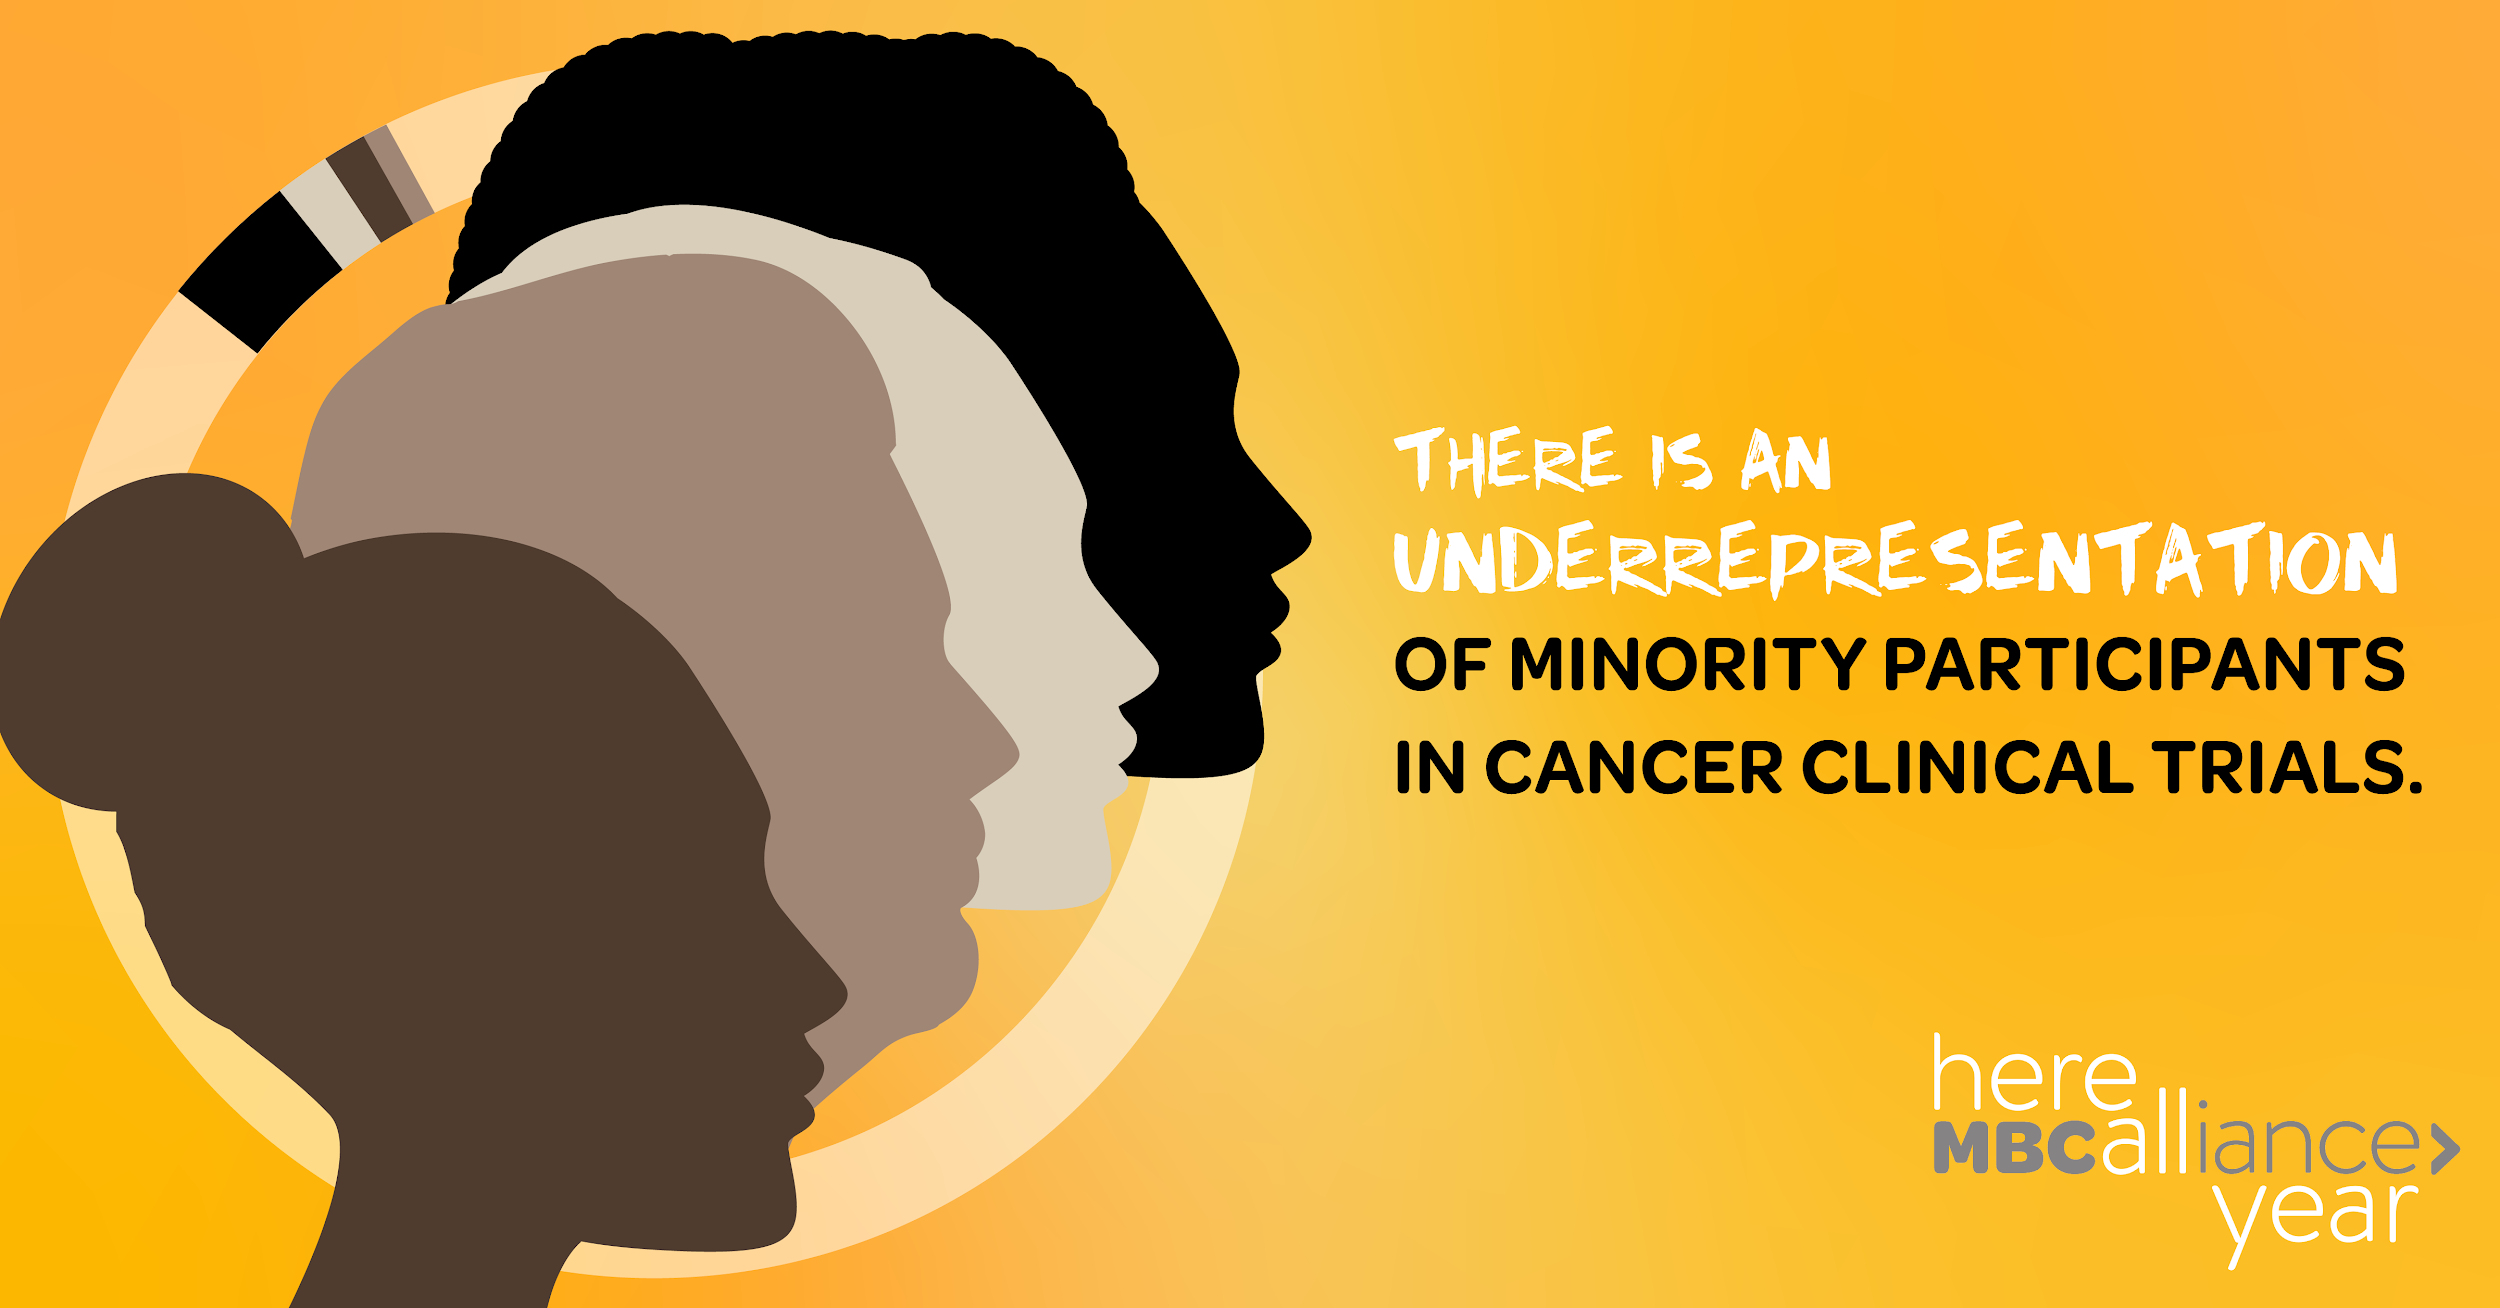 THERE IS AN
UNDERREPRESENTATION
OF MINORITY PARTICIPANTS
IN CANCER CLINICAL TRIALS.
here
MBCalliance
year